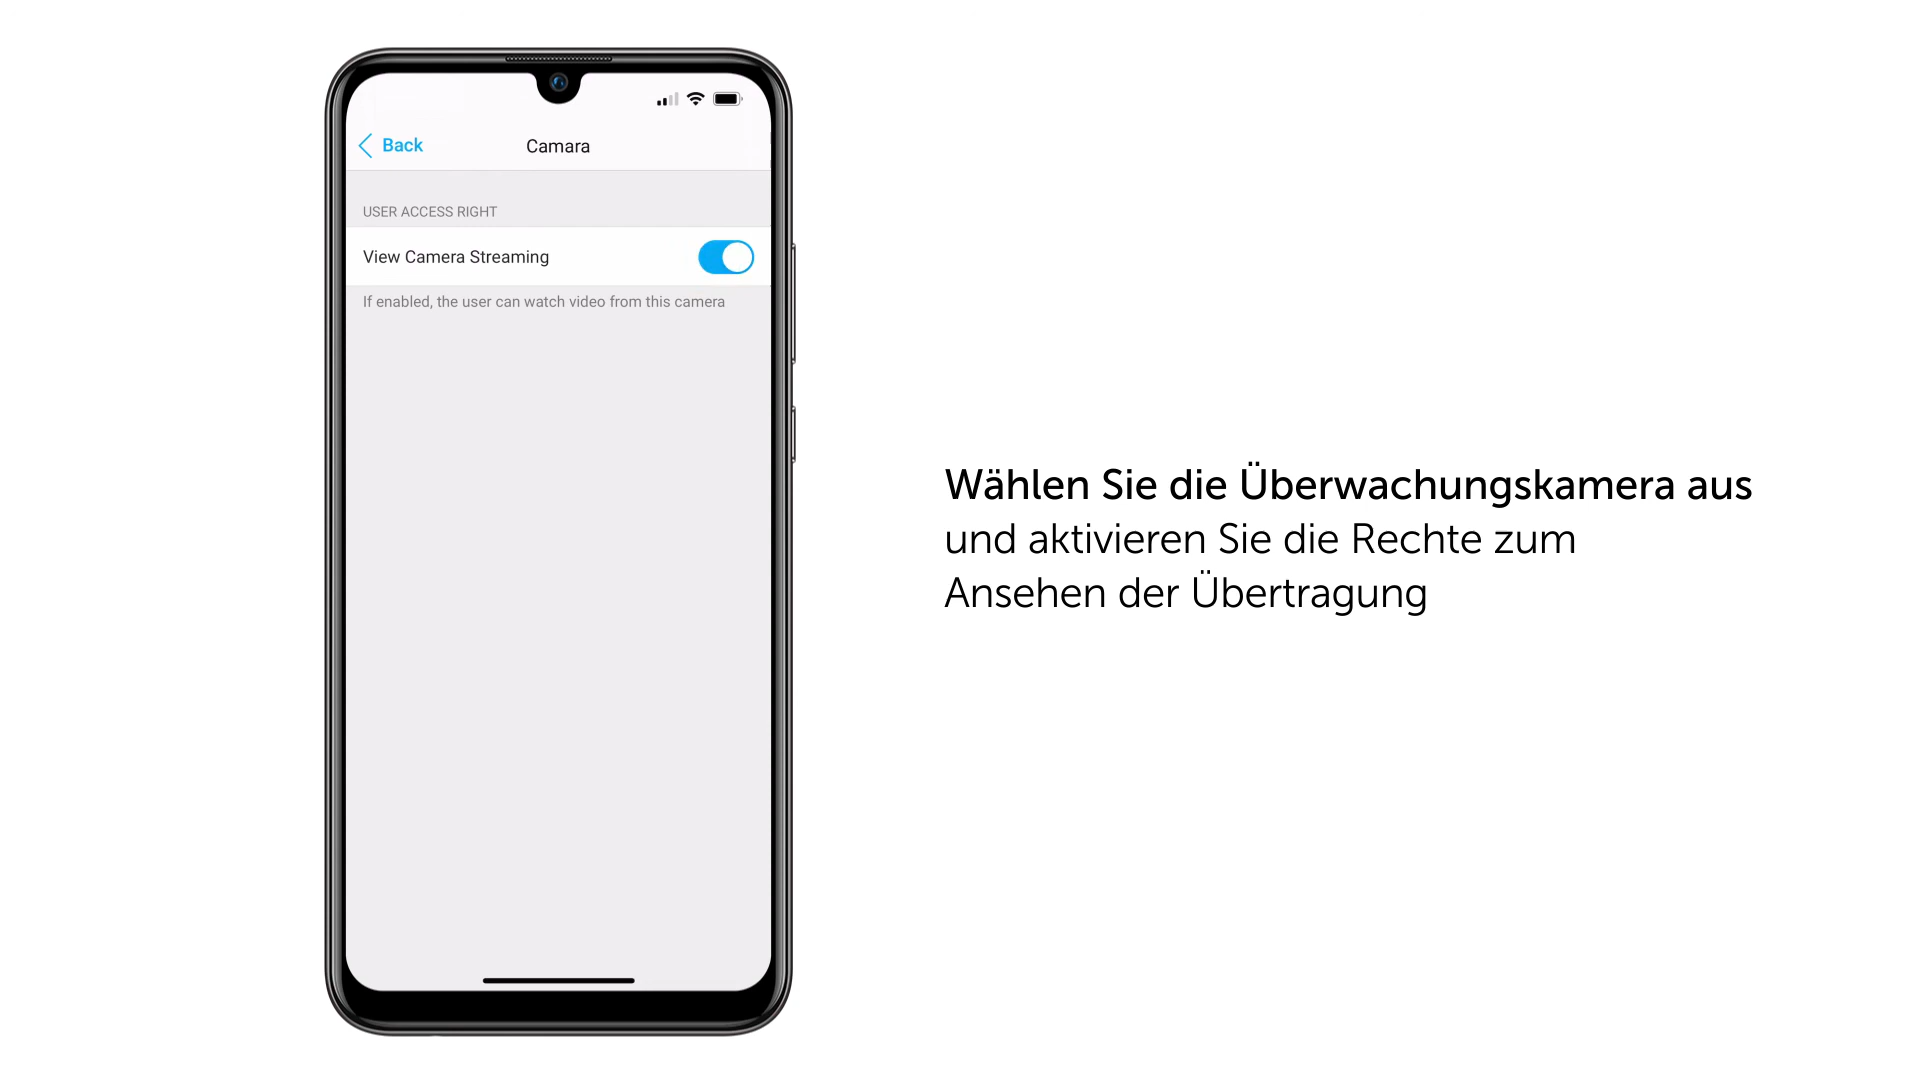 Back
Camara
USER ACCESS RIGHT
View Camera Streaming
If enabled, the user can watch video from this camera
Wählen Sie die Überwachungskamera aus
und aktivieren Sie die Rechte zum
Ansehen der Übertragung